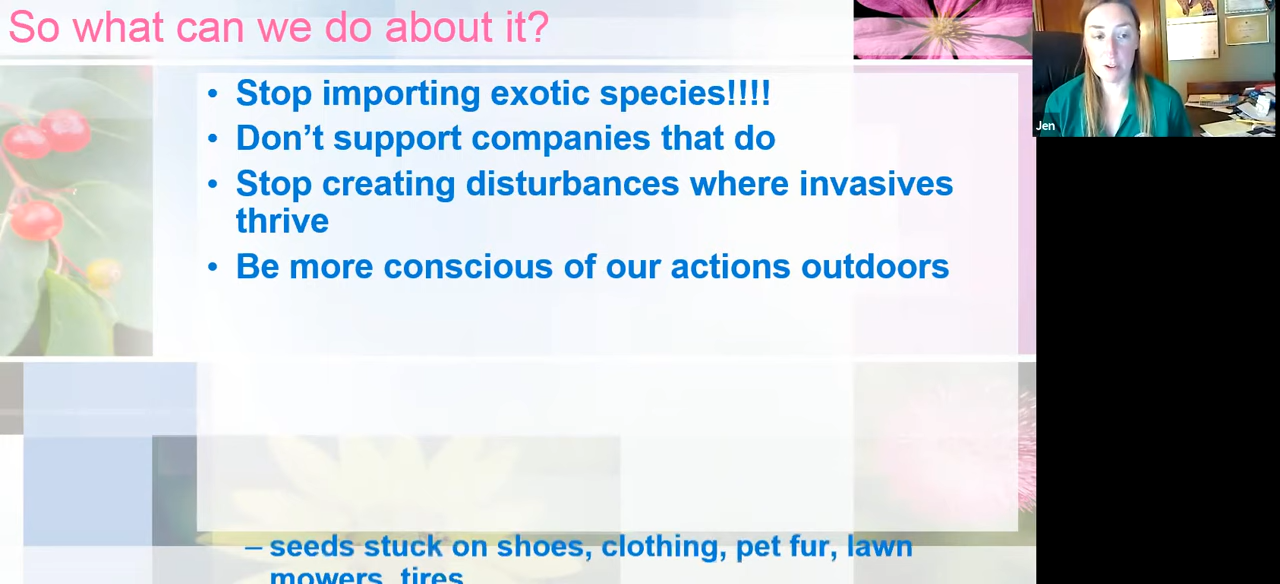 So what can we do about it?
• Stop importing exotic species!!!!
• Don’t support companies that do
• Stop creating disturbances where invasives
thrive
• Be more conscious of our actions outdoors
– seeds stuck on shoes, clothing, pet fur, lawn
mowers, tires
Jen